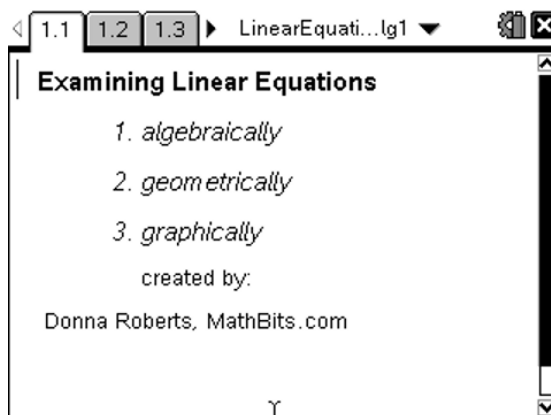 1.1 1.2 1.3 LinearEquati...lg1
Examining Linear Equations
1. algebraically
2. geometrically
3. graphically
created by:
Donna Roberts, MathBits.com